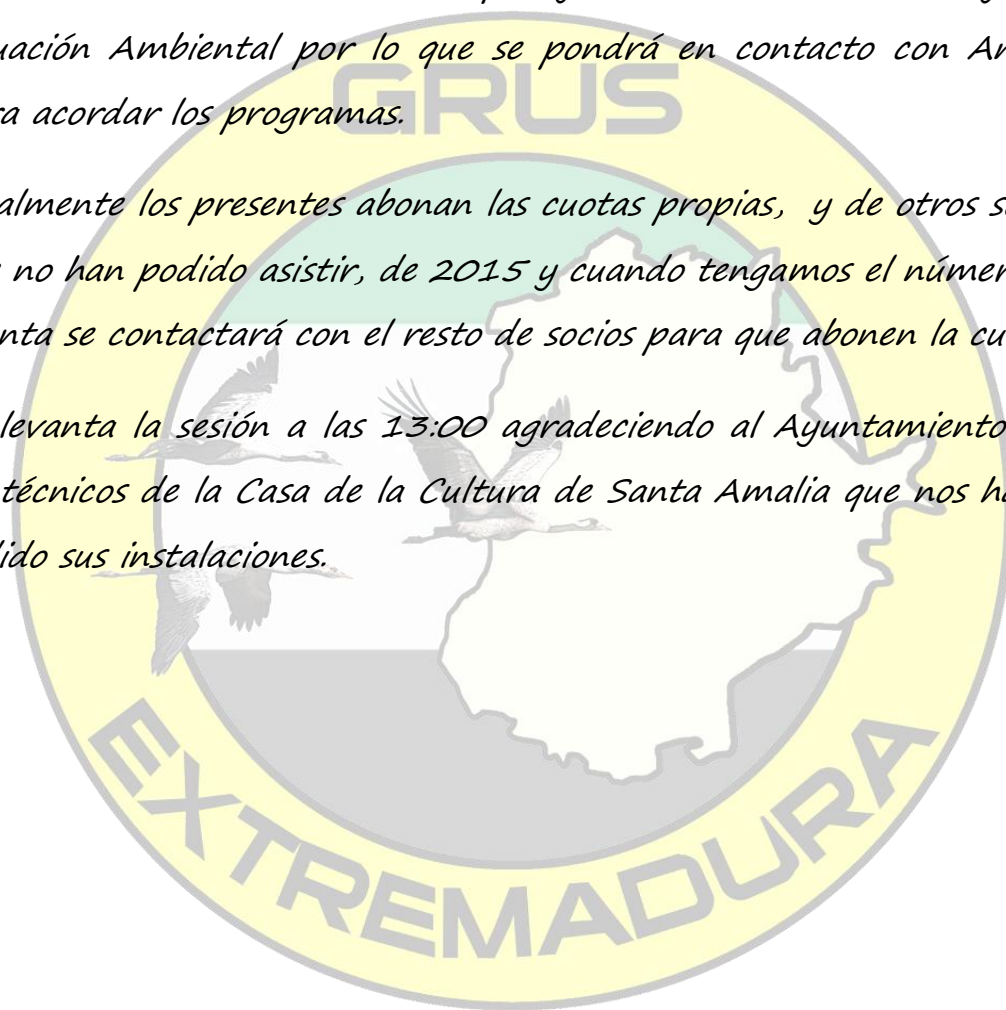 uación Ambiental por lo que se pondrá en contacto con
a acordar los programas.
almente los presentes abonan las cuotas propias, y de otros
no han podido asistir, de 2015 y cuando tengamos el
nta se contactará con el resto de socios para que abonen la
levanta la sesión a las 13:00 agradeciendo al Ayuntamiento
técnicos de la Casa de la Cultura de Santa Amalia que nos
ido sus instalaciones.
GRUS
EXTREMADURA